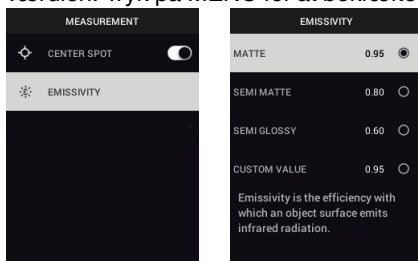 MEASUREMENT
CENTER SPOT
EMISSIVITY
EMISSIVITY
MATTE 0.95
SEMI MATTE 0.80
SEMI GLOSSY 0.60
CUSTOM VALUE 0.95
Emissivity is the efficiency with
which an object surface emits
infrared radiation.